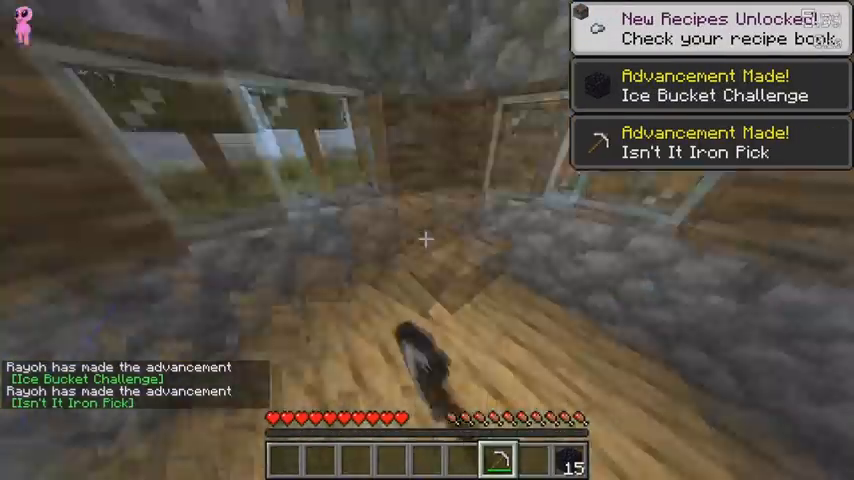 New Recipes Unlocked!
Check your recipe book
Advancement Made!
Ice Bucket Challenge
Advancement Made!
Isn't It Iron Pick
Rayoh has made the advancement
[Ice Bucket Challenge]
Rayoh has made the advancement
[Isn't It Iron Pick]
15